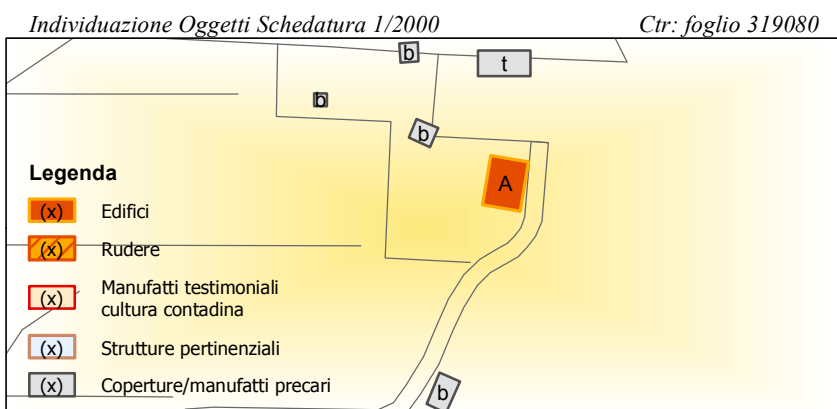 Individuazione Oggetti Schedatura 1/2000 Ctr: foglio 319080
b
t
b
b
A
Legenda
(x) Edifici
(x) Rudere
(x) Manufatti testimoniali
cultura contadina
(x) Strutture pertinenziali
(x) Coperture/manufatti precari
b